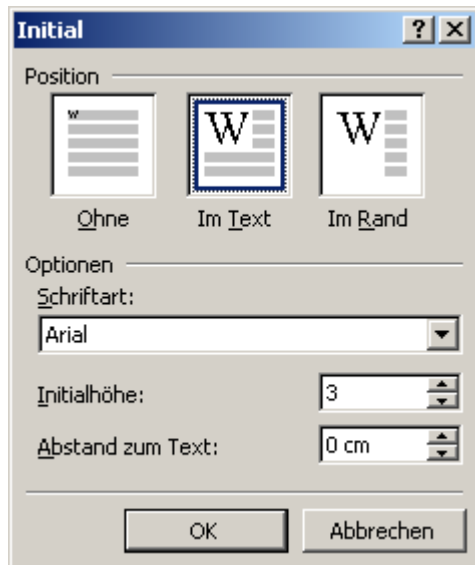 Initial
Position
w W W
Ohne Im Text Im Rand
Optionen
Schriftart:
Arial
Initialhöhe: 3
Abstand zum Text: 0 cm
OK Abbrechen